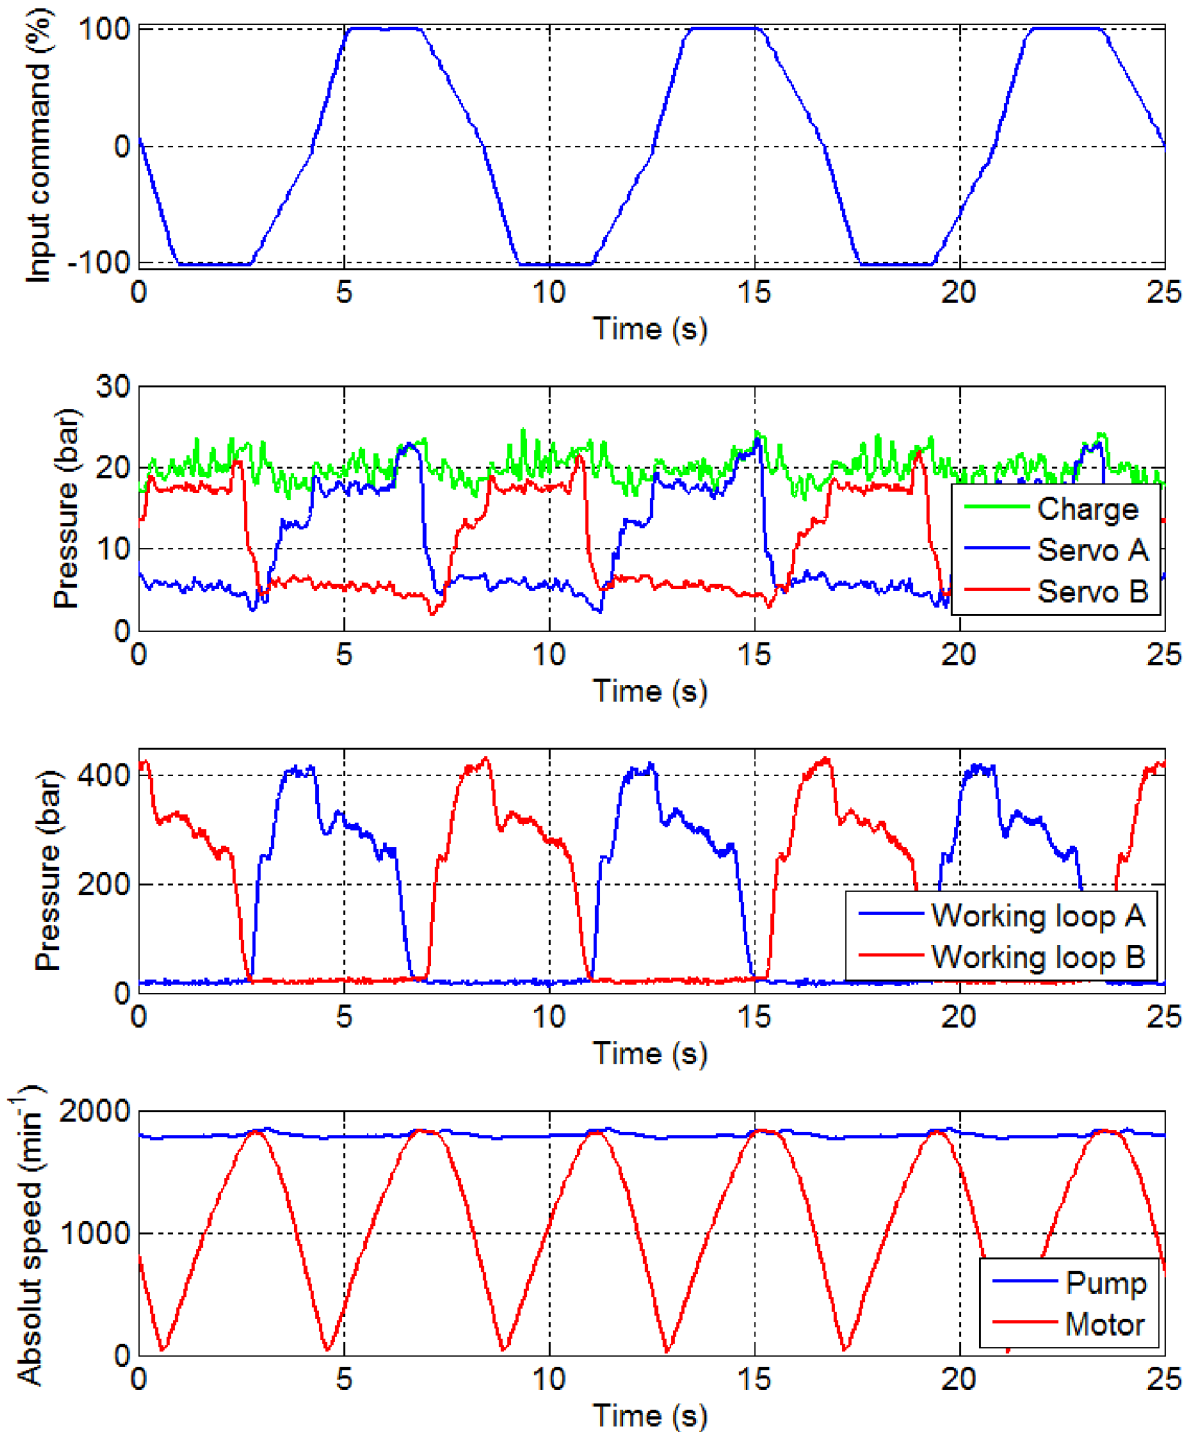 Input command (%)
100
0
-100
0 5 10 15 20 25
Time (s)
Pressure (bar)
30
20
10
0
Charge
Servo A
Servo B
0 5 10 15 20 25
Time (s)
Pressure (bar)
400
200
0
Working loop A
Working loop B
0 5 10 15 20 25
Time (s)
Absolut speed (min⁻¹)
2000
1000
0
Pump
Motor
0 5 10 15 20 25
Time (s)